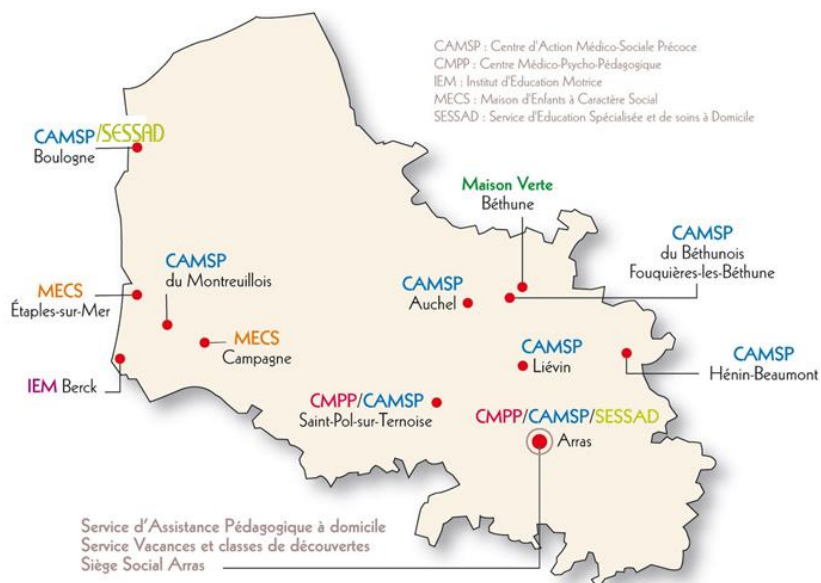 CAMSP : Centre d'Action Médico-Sociale Précoce
CMPP : Centre Médico-Psycho-Pédagogique
IEM : Institut d'Education Motrice
MECS : Maison d'Enfants à Caractère Social
SESSAD : Service d'Education Spécialisée et de soins à Domicile
CAMSP/SESSAD
Boulogne
Maison Verte
Béthune
CAMSP
du Béthunois
Fouquières-les-Béthune
CAMSP
du Montreuillois
CAMSP
Auchel
MECS
Étaples-sur-Mer
MECS
Campagne
CAMSP
Liévin
CAMSP
Hénin-Beaumont
IEM Berck
CMPP/CAMSP
Saint-Pol-sur-Ternoise
CMPP/CAMSP/SESSAD
Arras
Service d'Assistance Pédagogique à domicile
Service Vacances et classes de découvertes
Siège Social Arras